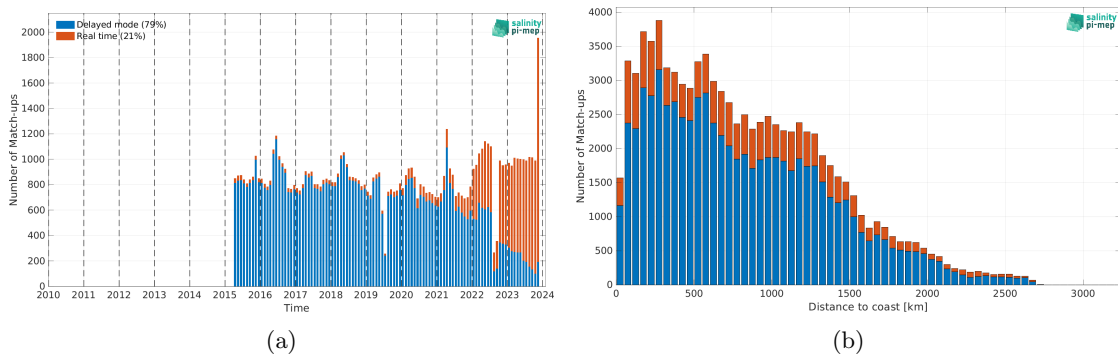 Delayed mode (79%)
Real time (21%)
salinity
pi-mep
Number of Match-ups
2000
1800
1600
1400
1200
1000
800
600
400
200
0
2010 2011 2012 2013 2014 2015 2016 2017 2018 2019 2020 2021 2022 2023 2024
Time
(a)
salinity
pi-mep
Number of Match-ups
4000
3500
3000
2500
2000
1500
1000
500
0
0 500 1000 1500 2000 2500 3000
Distance to coast [km]
(b)